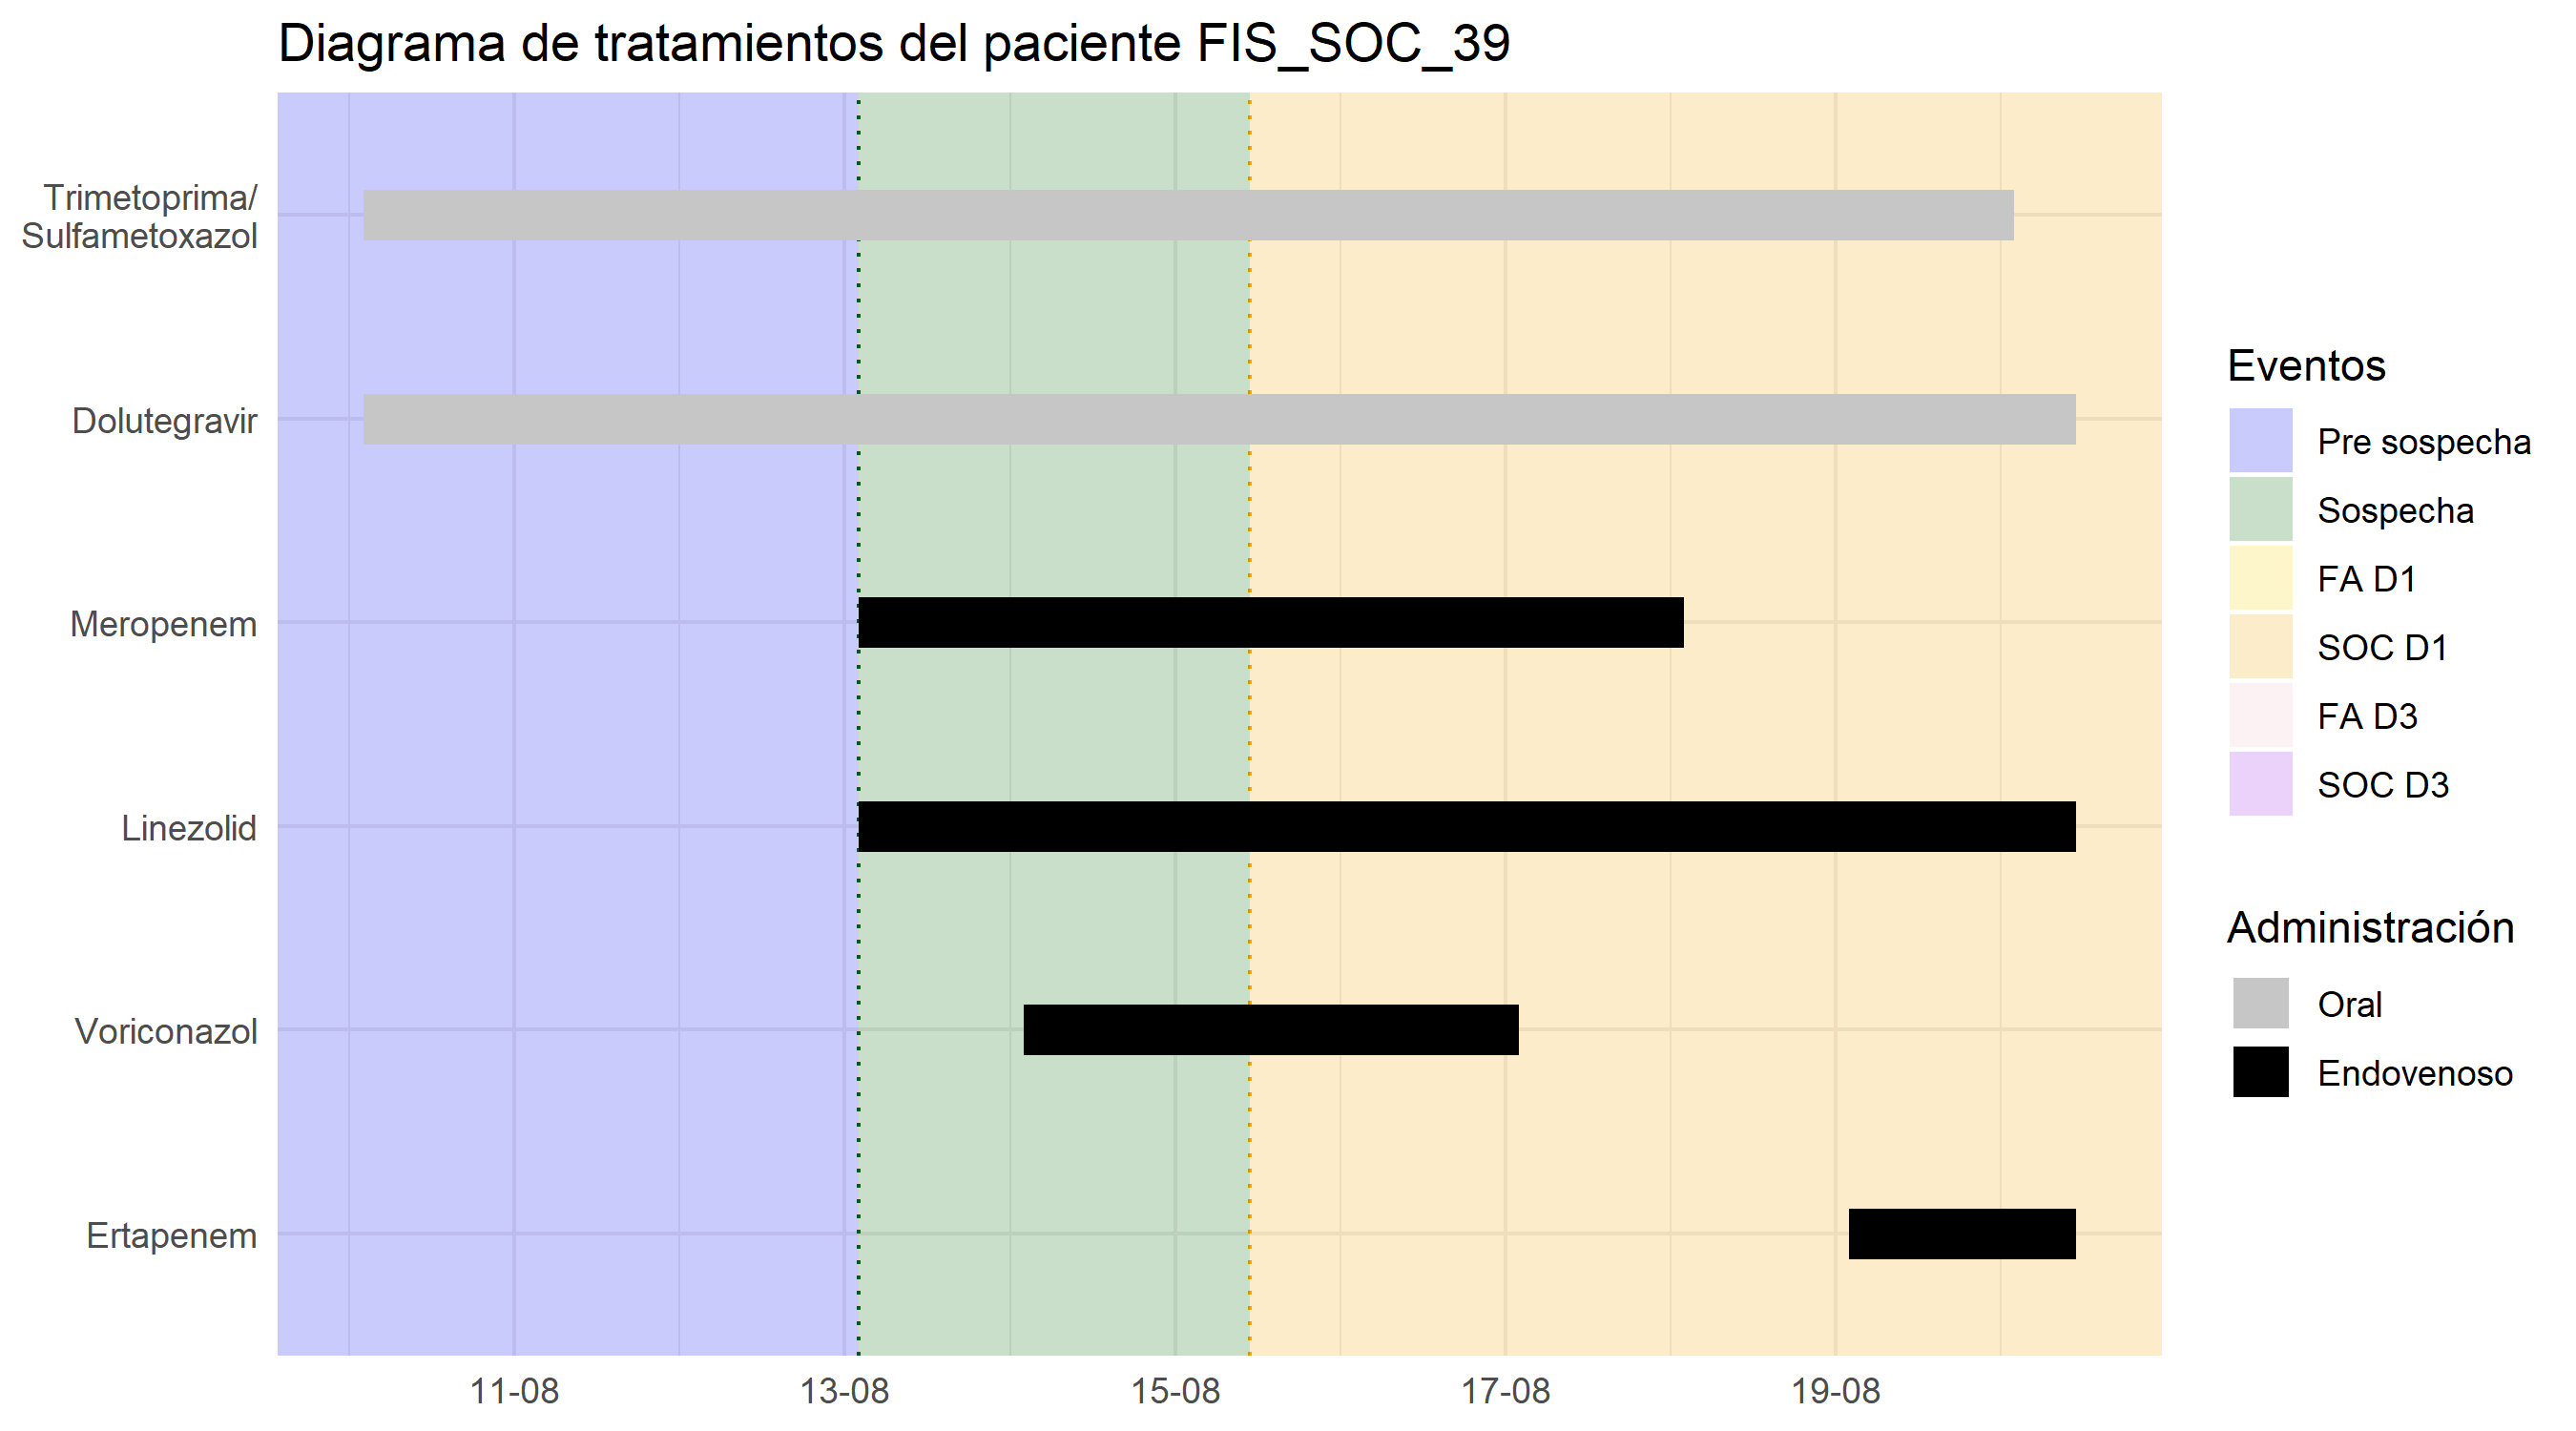 Diagrama de tratamientos del paciente FIS_SOC_39
Trimetoprima/
Sulfametoxazol
Dolutegravir
Meropenem
Linezolid
Voriconazol
Ertapenem
11-08
13-08
15-08
17-08
19-08
Eventos
Pre sospecha
Sospecha
FA D1
SOC D1
FA D3
SOC D3
Administración
Oral
Endovenoso